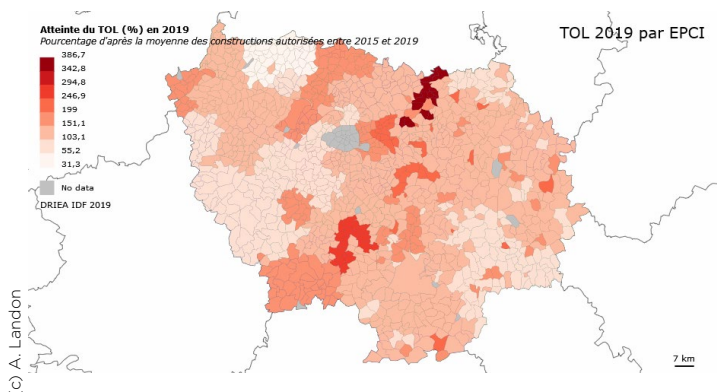 Atteinte du TOL (%) en 2019
Pourcentage d'après la moyenne des constructions autorisées entre 2015 et 2019
TOL 2019 par EPCI
386,7
342,8
294,8
246,9
199
151,1
103,1
55,2
31,3
No data
DRIEA IDF 2019
(c) A. Landon
7 km